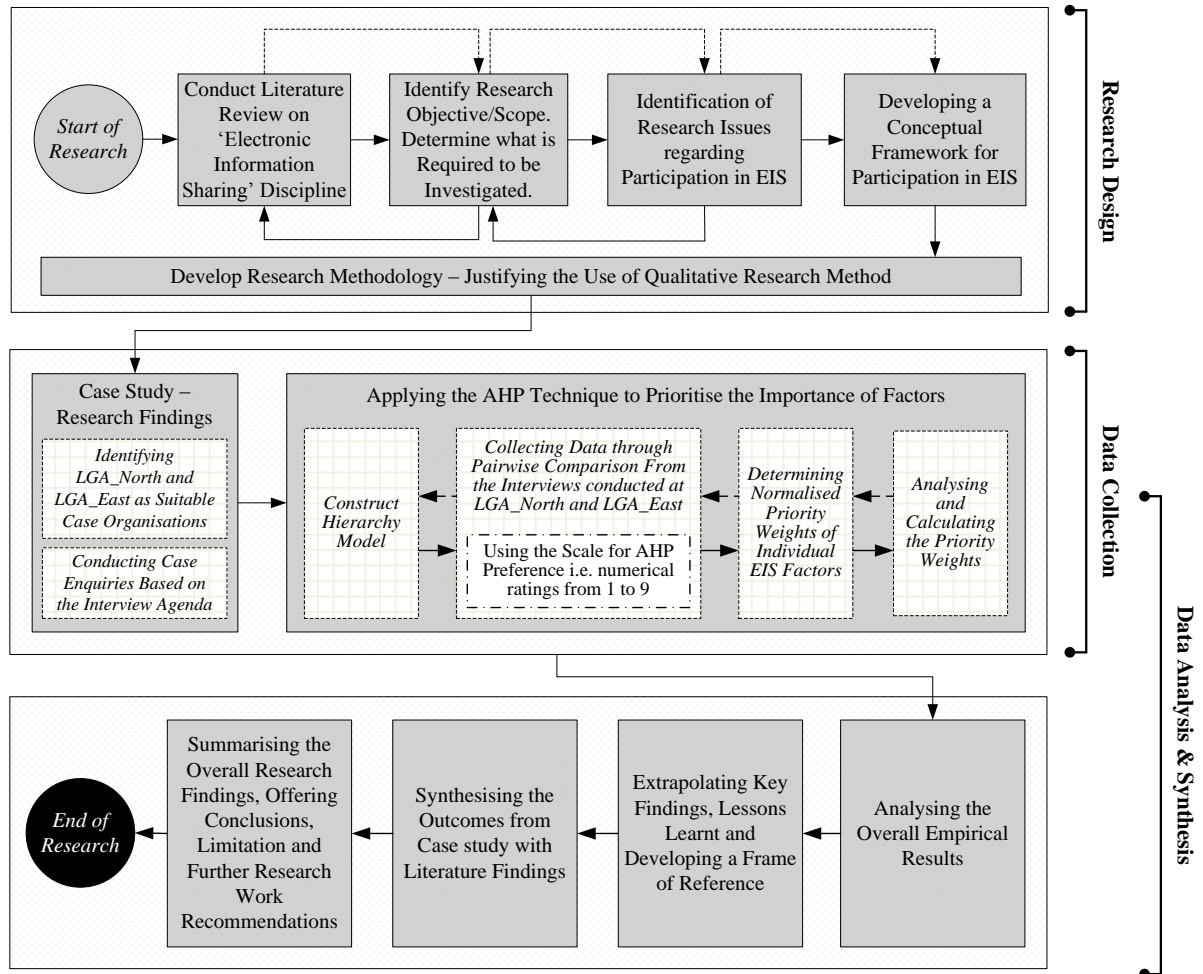 Start of
Research
Conduct Literature
Review on
‘Electronic
Information
Sharing’ Discipline
Identify Research
Objective/Scope.
Determine what is
Required to be
Investigated.
Identification of
Research Issues
regarding
Participation in EIS
Developing a
Conceptual
Framework for
Participation in EIS
Develop Research Methodology – Justifying the Use of Qualitative Research Method
Research Design
Case Study –
Research Findings
Identifying
LGA_North and
LGA_East as Suitable
Case Organisations
Conducting Case
Enquiries Based on
the Interview Agenda
Applying the AHP Technique to Prioritise the Importance of Factors
Construct
Hierarchy
Model
Collecting Data through
Pairwise Comparison From
the Interviews conducted at
LGA_North and LGA_East
Using the Scale for AHP
Preference i.e. numerical
ratings from 1 to 9
Determining
Normalised
Priority
Weights of
Individual
EIS Factors
Analysing
and
Calculating
the Priority
Weights
Data Collection
Data Analysis & Synthesis
Analysing the
Overall Empirical
Results
Extrapolating Key
Findings, Lessons
Learnt and
Developing a Frame
of Reference
Synthesising the
Outcomes from
Case study with
Literature Findings
Summarising the
Overall Research
Findings, Offering
Conclusions,
Limitation and
Further Research
Work
Recommendations
End of
Research